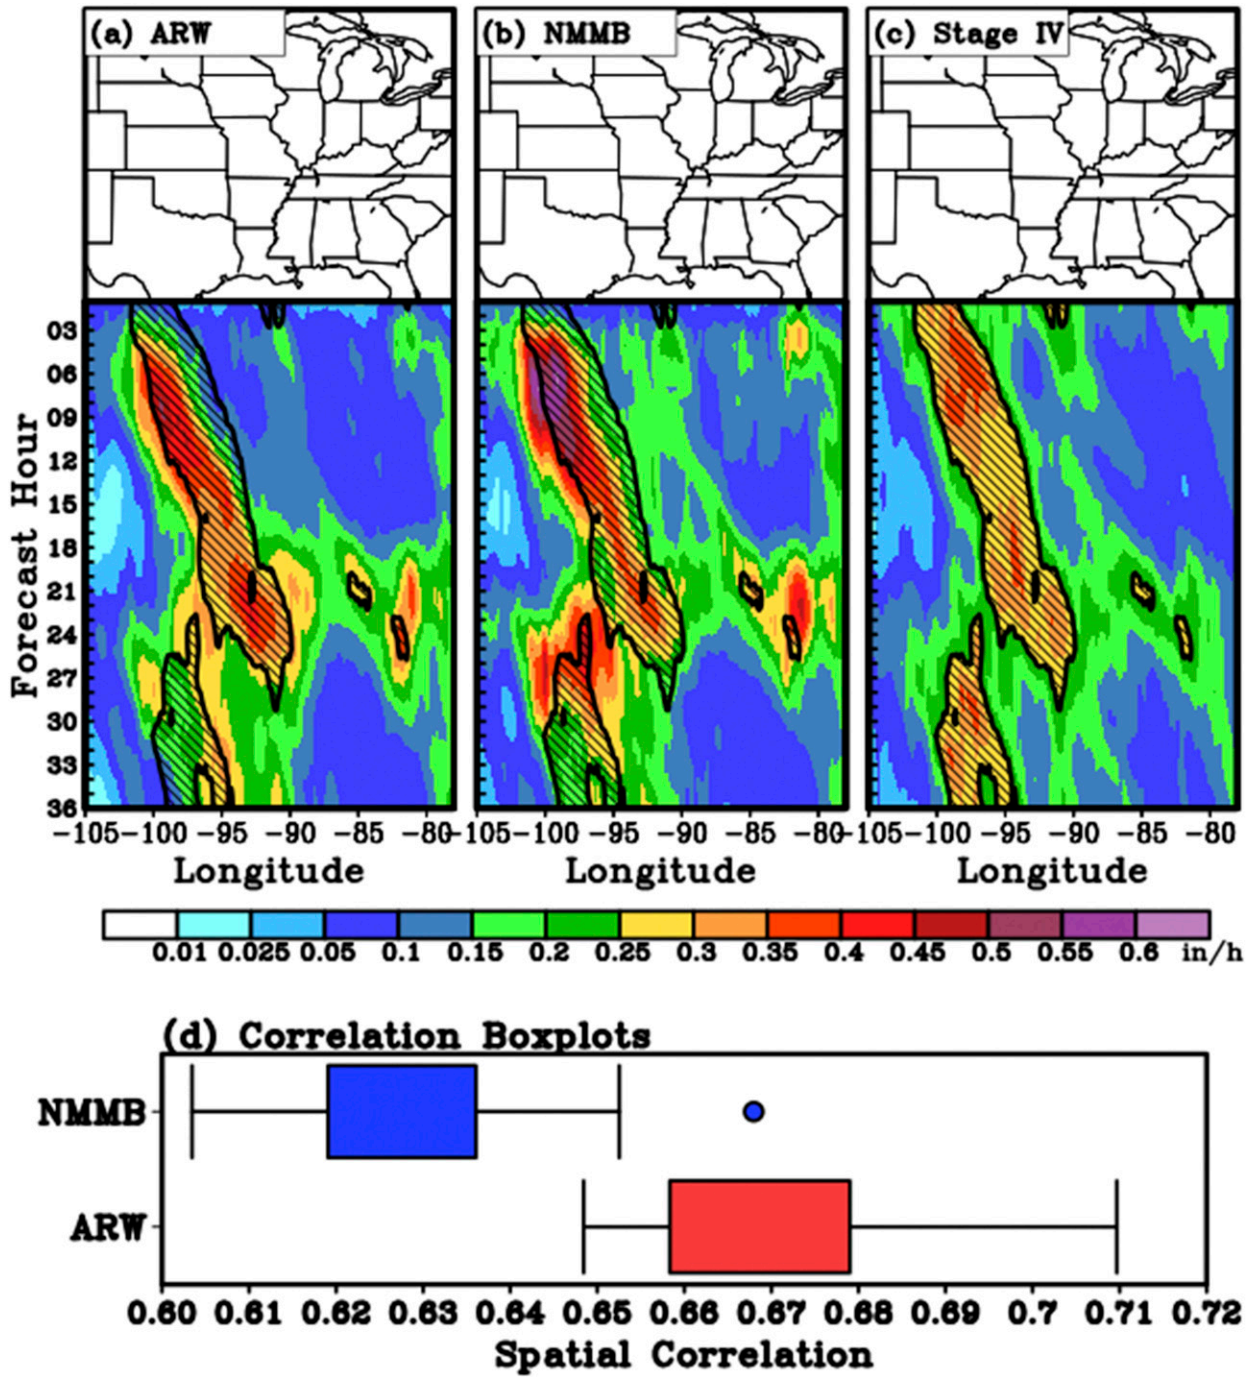 (a) ARW (b) NMMB (c) Stage IV
Forecast Hour
03
06
09
12
15
18
21
24
27
30
33
36
-105 -100 -95 -90 -85 -80 -105 -100 -95 -90 -85 -80 -105 -100 -95 -90 -85 -80
Longitude Longitude Longitude
0.01 0.025 0.05 0.1 0.15 0.2 0.25 0.3 0.35 0.4 0.45 0.5 0.55 0.6 in/h
(d) Correlation Boxplots
NMMB
ARW
0.60 0.61 0.62 0.63 0.64 0.65 0.66 0.67 0.68 0.69 0.7 0.71 0.72
Spatial Correlation